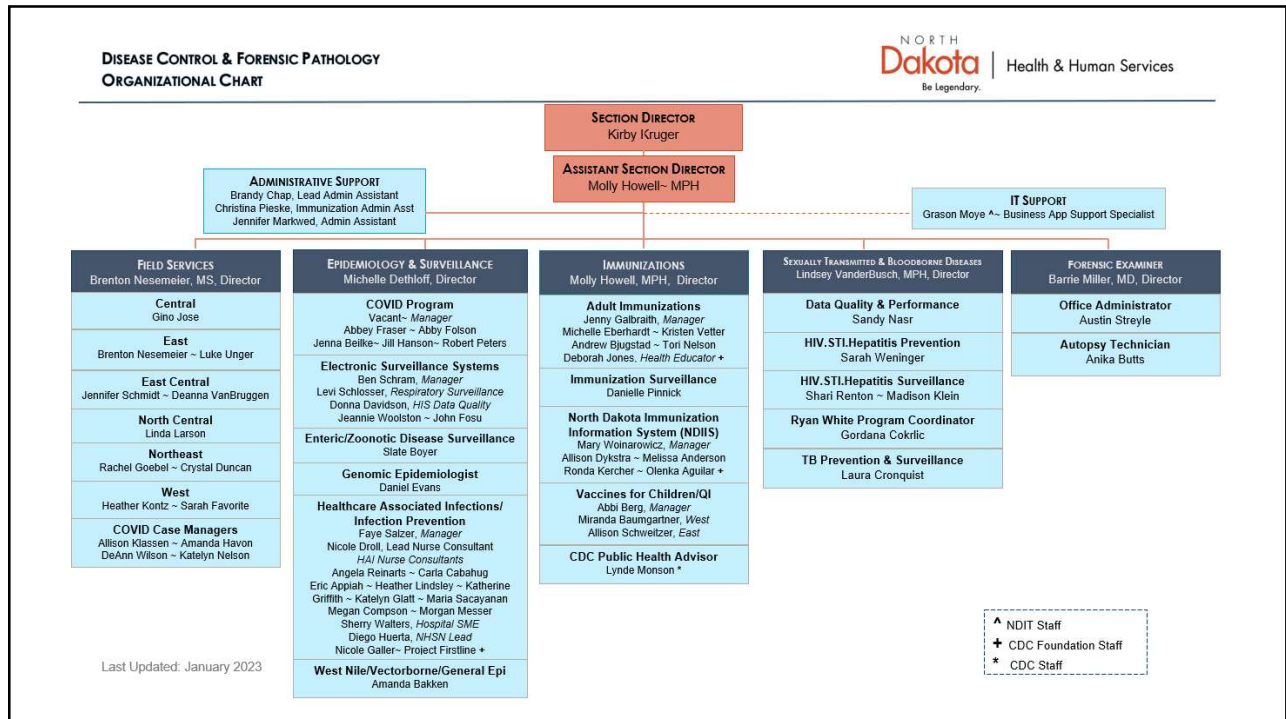 DISEASE CONTROL & FORENSIC PATHOLOGY
ORGANIZATIONAL CHART
NORTH
Dakota
Be Legendary.
Health & Human Services
SECTION DIRECTOR
Kirby Kruger
ASSISTANT SECTION DIRECTOR
Molly Howell~ MPH
ADMINISTRATIVE SUPPORT
Brandy Chap, Lead Admin Assistant
Christina Pieske, Immunization Admin Asst
Jennifer Markwed, Admin Assistant
IT SUPPORT
Grason Moye ^~ Business App Support Specialist
FIELD SERVICES
Brenton Nesemeier, MS, Director
Central
Gino Jose
East
Brenton Nesemeier ~ Luke Unger
East Central
Jennifer Schmidt ~ Deanna VanBruggen
North Central
Linda Larson
Northeast
Rachel Goebel ~ Crystal Duncan
West
Heather Kontz ~ Sarah Favorite
COVID Case Managers
Allison Klassen ~ Amanda Havon
DeAnn Wilson ~ Katelyn Nelson
EPIDEMIOLOGY & SURVEILLANCE
Michelle Dethloff, Director
COVID Program
Vacant~ Manager
Abbey Fraser ~ Abby Folson
Jenna Beilke~ Jill Hanson~ Robert Peters
Electronic Surveillance Systems
Ben Schram, Manager
Levi Schlosser, Respiratory Surveillance
Donna Davidson, HIS Data Quality
Jeannie Woolston ~ John Fosu
Enteric/Zoonotic Disease Surveillance
Slate Boyer
Genomic Epidemiologist
Daniel Evans
Healthcare Associated Infections/
Infection Prevention
Faye Salzer, Manager
Nicole Droll, Lead Nurse Consultant
HAI Nurse Consultants
Angela Reinarts ~ Carla Cabahug
Eric Appiah ~ Heather Lindsley ~ Katherine
Griffith ~ Katelyn Glatt ~ Maria Sacayanan
Megan Compson ~ Morgan Messer
Sherry Walters, Hospital SME
Diego Huerta, NHSN Lead
Nicole Galler~ Project Firstline +
West Nile/Vectorborne/General Epi
Amanda Bakken
IMMUNIZATIONS
Molly Howell, MPH, Director
Adult Immunizations
Jenny Galbraith, Manager
Michelle Eberhardt ~ Kristen Vetter
Andrew Bjugstad ~ Tori Nelson
Deborah Jones, Health Educator +
Immunization Surveillance
Danielle Pinnick
North Dakota Immunization
Information System (NDIIS)
Mary Woinarowicz, Manager
Allison Dykstra ~ Melissa Anderson
Ronda Kercher ~ Olenka Aguilar +
Vaccines for Children/QI
Abbi Berg, Manager
Miranda Baumgartner, West
Allison Schweitzer, East
CDC Public Health Advisor
Lynde Monson *
SEXUALLY TRANSMITTED & BLOODBORNE DISEASES
Lindsey VanderBusch, MPH, Director
Data Quality & Performance
Sandy Nasr
HIV.STI.Hepatitis Prevention
Sarah Weninger
HIV.STI.Hepatitis Surveillance
Shari Renton ~ Madison Klein
Ryan White Program Coordinator
Gordana Cokrlic
TB Prevention & Surveillance
Laura Cronquist
FORENSIC EXAMINER
Barrie Miller, MD, Director
Office Administrator
Austin Streyle
Autopsy Technician
Anika Butts
^ NDIT Staff
+ CDC Foundation Staff
* CDC Staff
Last Updated: January 2023